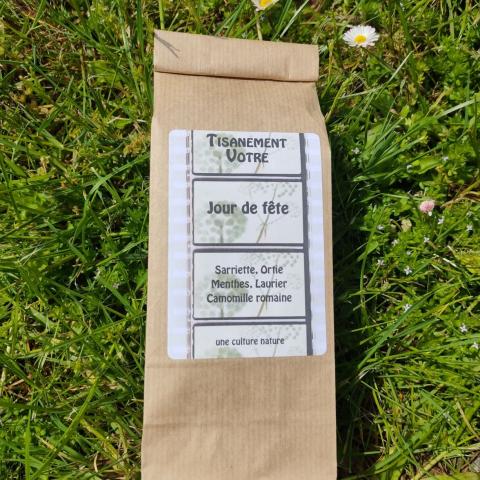 TISANEMENT
VOTRE
Jour de fête
Sarriette, Ortie
Menthes, Laurier
Camomille romaine
une culture nature